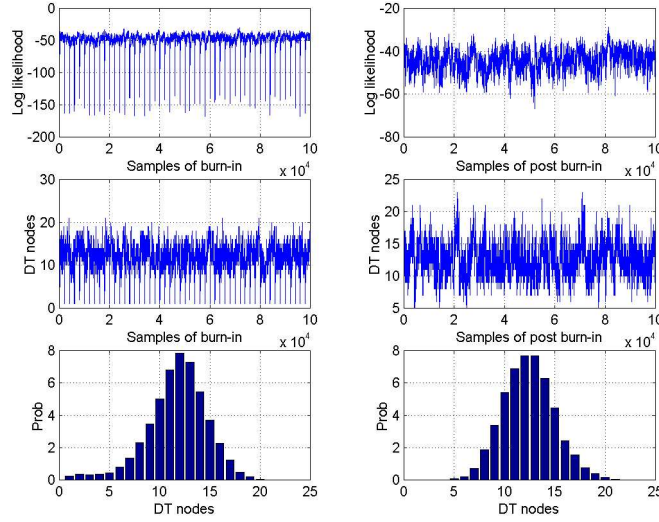 0
-50
-100
-150
-200
Log likelihood
0 2 4 6 8 10
Samples of burn-in
x 10^4
-20
-40
-60
-80
Log likelihood
0 2 4 6 8 10
Samples of post burn-in
x 10^4
30
20
10
0
DT nodes
0 2 4 6 8 10
Samples of burn-in
x 10^4
25
20
15
10
5
DT nodes
0 2 4 6 8 10
Samples of post burn-in
x 10^4
8
6
4
2
0
Prob
0 5 10 15 20 25
DT nodes
8
6
4
2
0
Prob
0 5 10 15 20 25
DT nodes